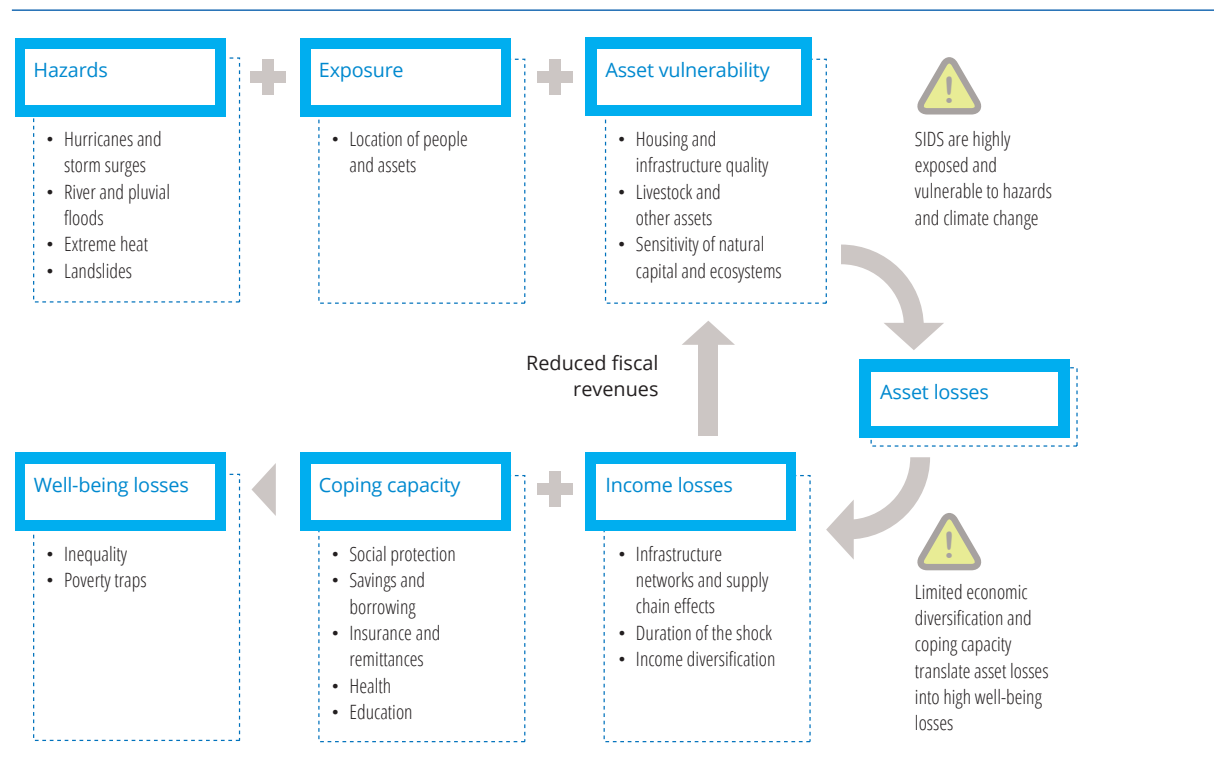 Hazards
• Hurricanes and
storm surges
• River and pluvial
floods
• Extreme heat
• Landslides
Exposure
• Location of people
and assets
Asset vulnerability
• Housing and
infrastructure quality
• Livestock and
other assets
• Sensitivity of natural
capital and ecosystems
SIDS are highly
exposed and
vulnerable to hazards
and climate change
Reduced fiscal
revenues
Asset losses
Well-being losses
• Inequality
• Poverty traps
Coping capacity
• Social protection
• Savings and
borrowing
• Insurance and
remittances
• Health
• Education
Income losses
• Infrastructure
networks and supply
chain effects
• Duration of the shock
• Income diversification
Limited economic
diversification and
coping capacity
translate asset losses
into high well-being
losses